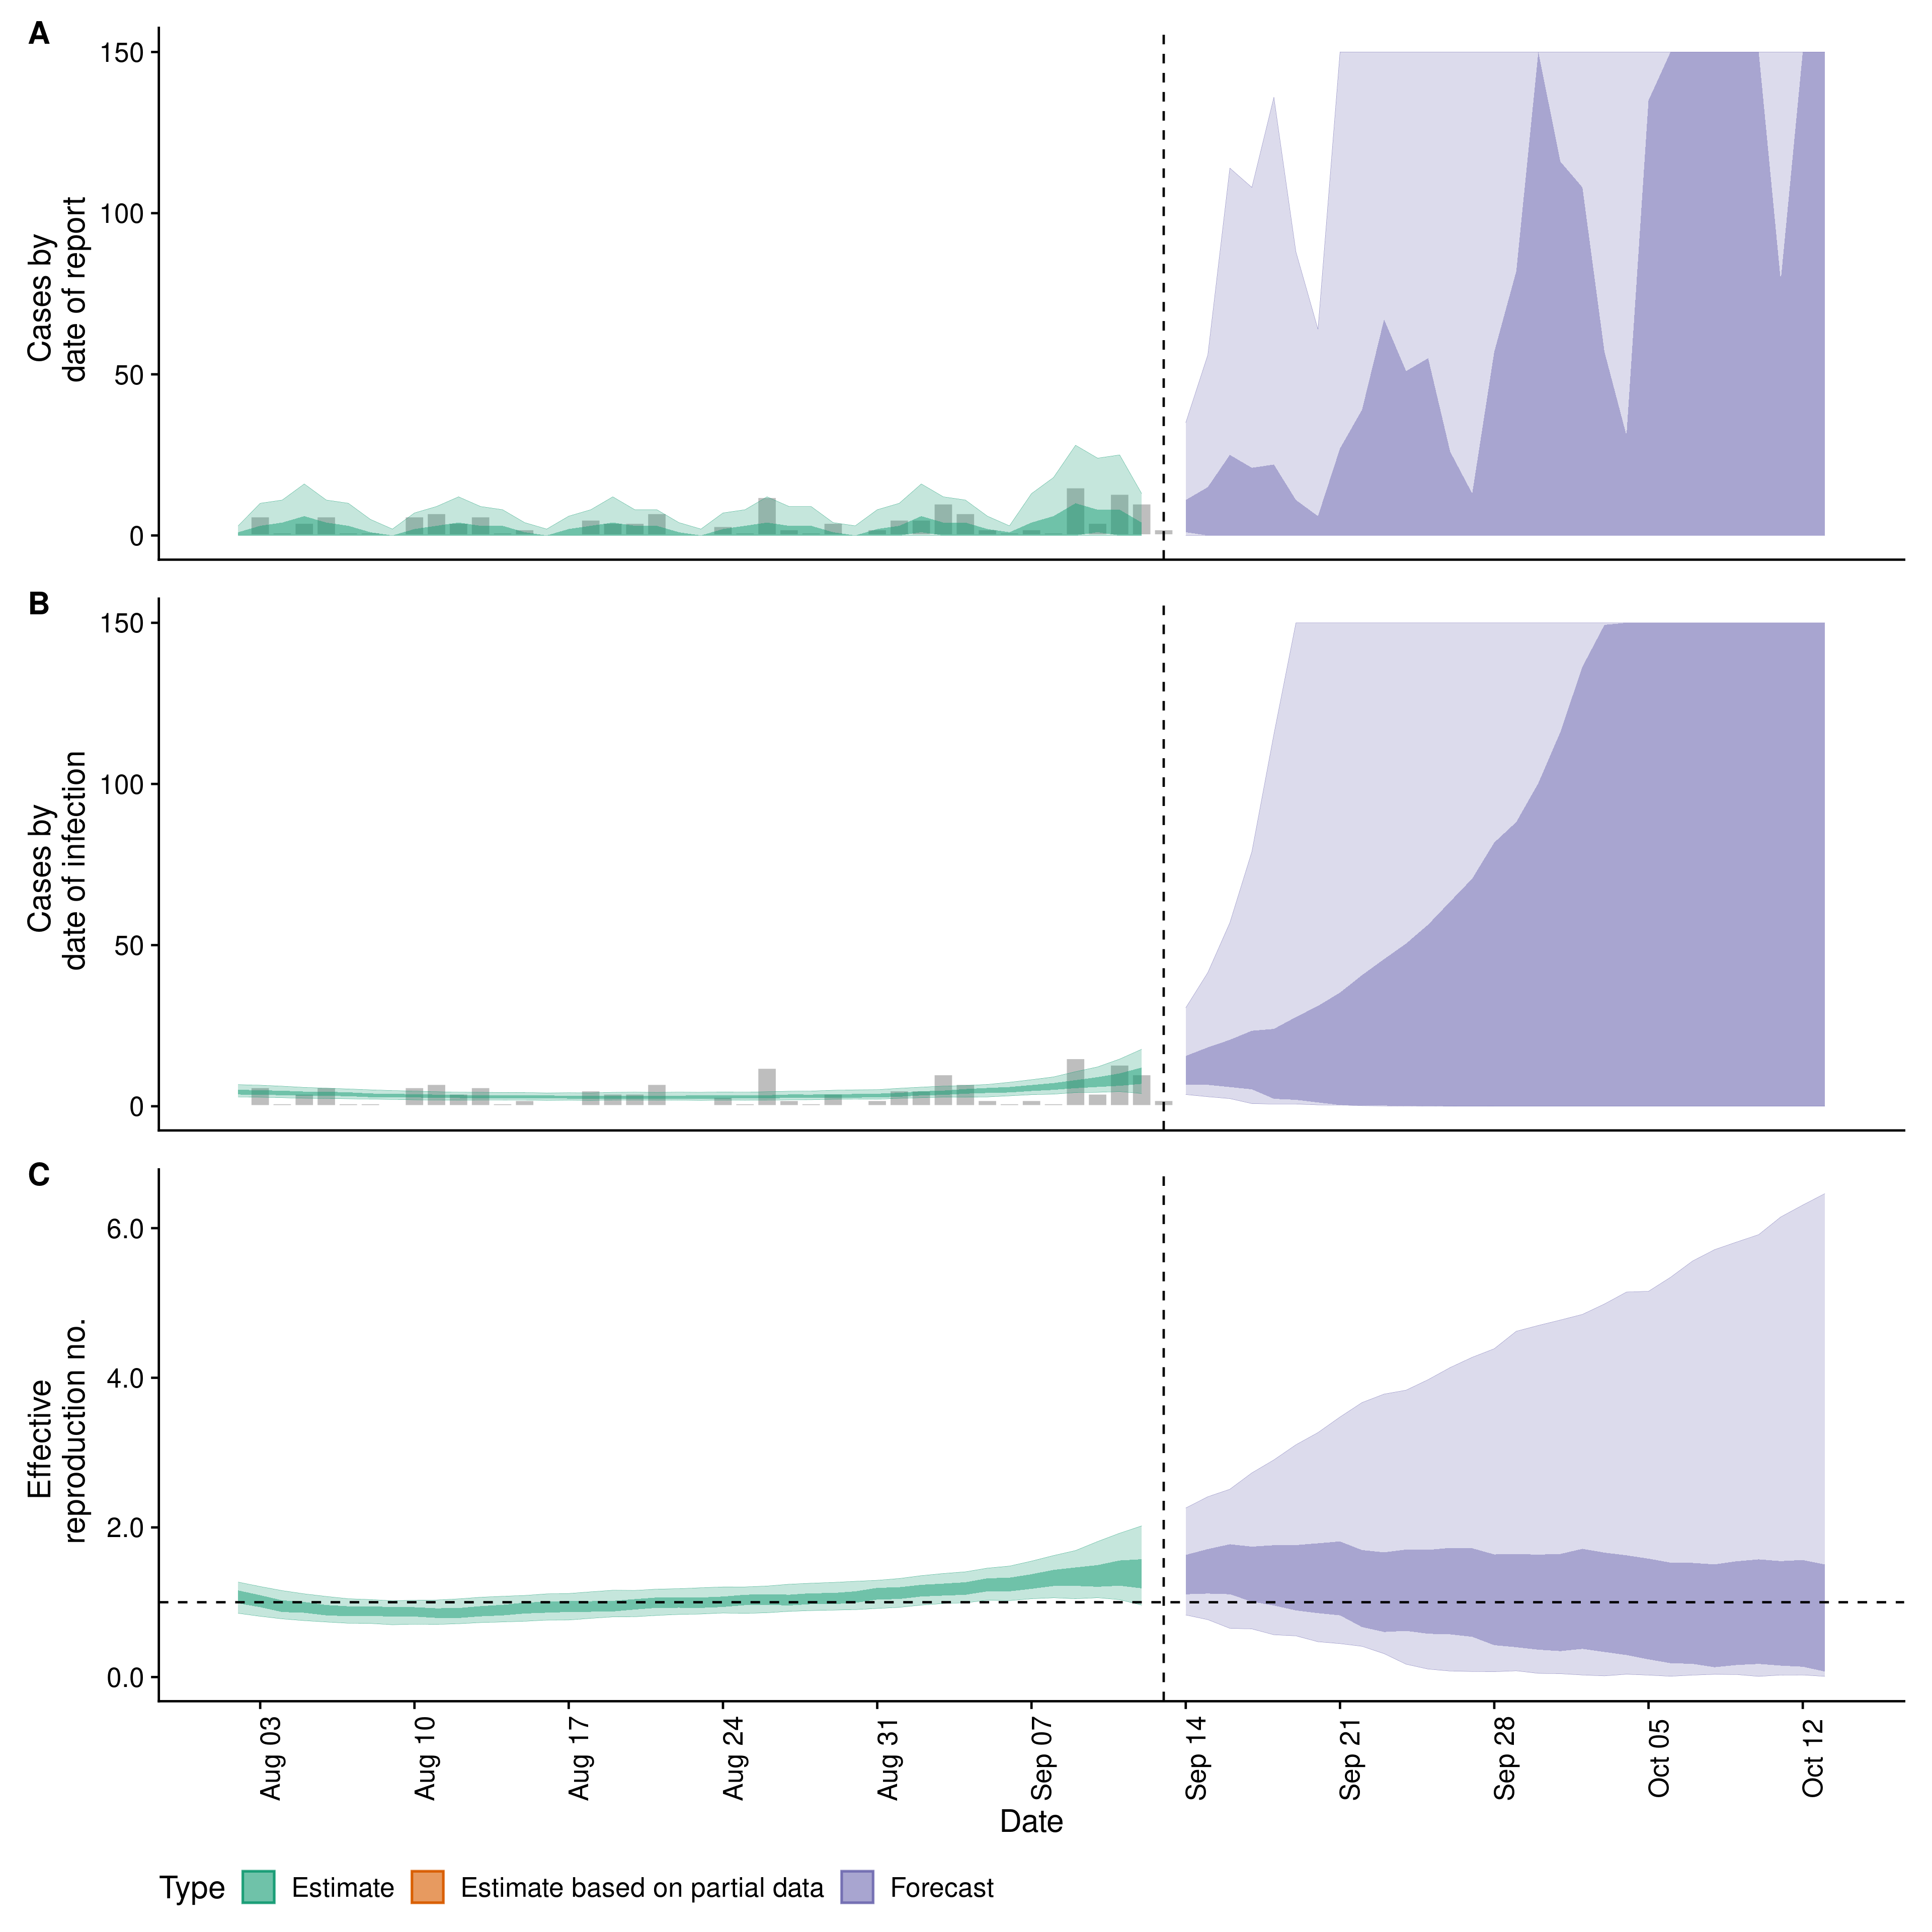 A
150
100
50
0
Cases by
date of report
B
150
100
50
0
Cases by
date of infection
C
6.0
4.0
2.0
0.0
Effective
reproduction no.
Aug 03
Aug 10
Aug 17
Aug 24
Aug 31
Sep 07
Sep 14
Sep 21
Sep 28
Oct 05
Oct 12
Date
Type Estimate Estimate based on partial data Forecast